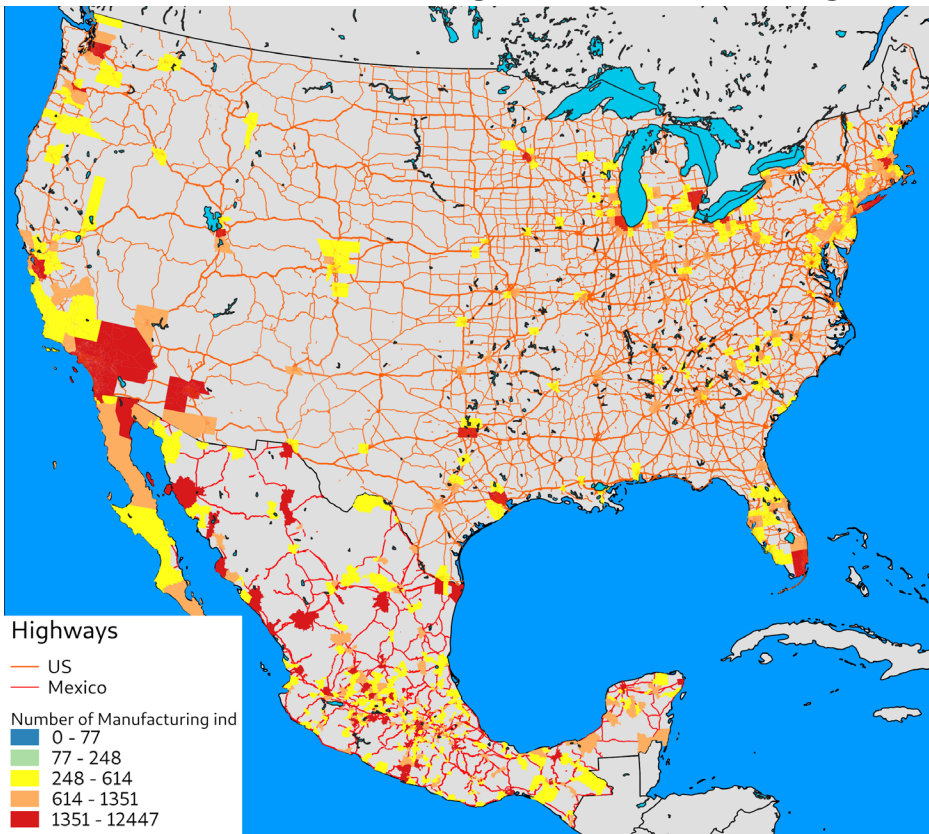 Highways
US
Mexico
Number of Manufacturing ind
0 - 77
77 - 248
248 - 614
614 - 1351
1351 - 12447